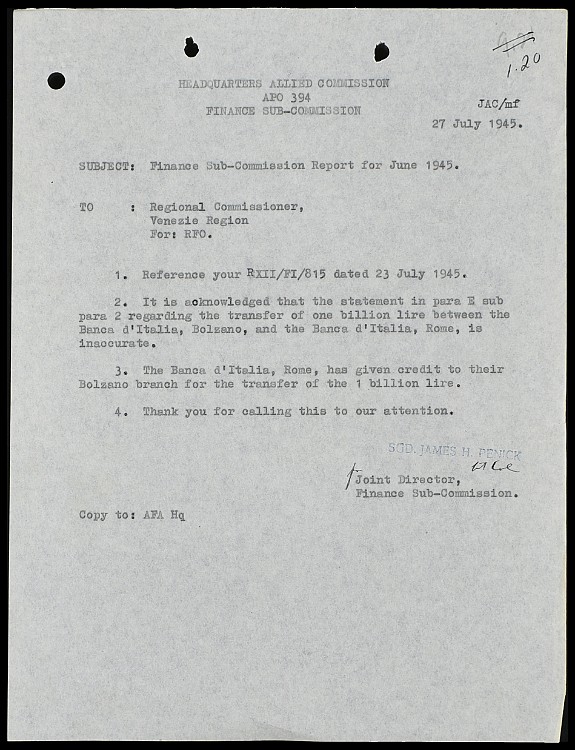 1.20
HEADQUARTERS ALLIED COMMISSION
APO 394
FINANCE SUB-COMMISSION
JAC/mf
27 July 1945.
SUBJECT: Finance Sub-Commission Report for June 1945.
TO : Regional Commissioner,
Venezie Region
For: RFO.
1. Reference your RXII/FI/815 dated 23 July 1945.
2. It is acknowledged that the statement in para E sub
para 2 regarding the transfer of one billion lire between the
Banca d'Italia, Bolzano, and the Banca d'Italia, Rome, is
inaccurate.
3. The Banca d'Italia, Rome, has given credit to their
Bolzano branch for the transfer of the 1 billion lire.
4. Thank you for calling this to our attention.
SGD. JAMES H. PENICK
Joint Director,
Finance Sub-Commission.
Copy to: AFA Hq